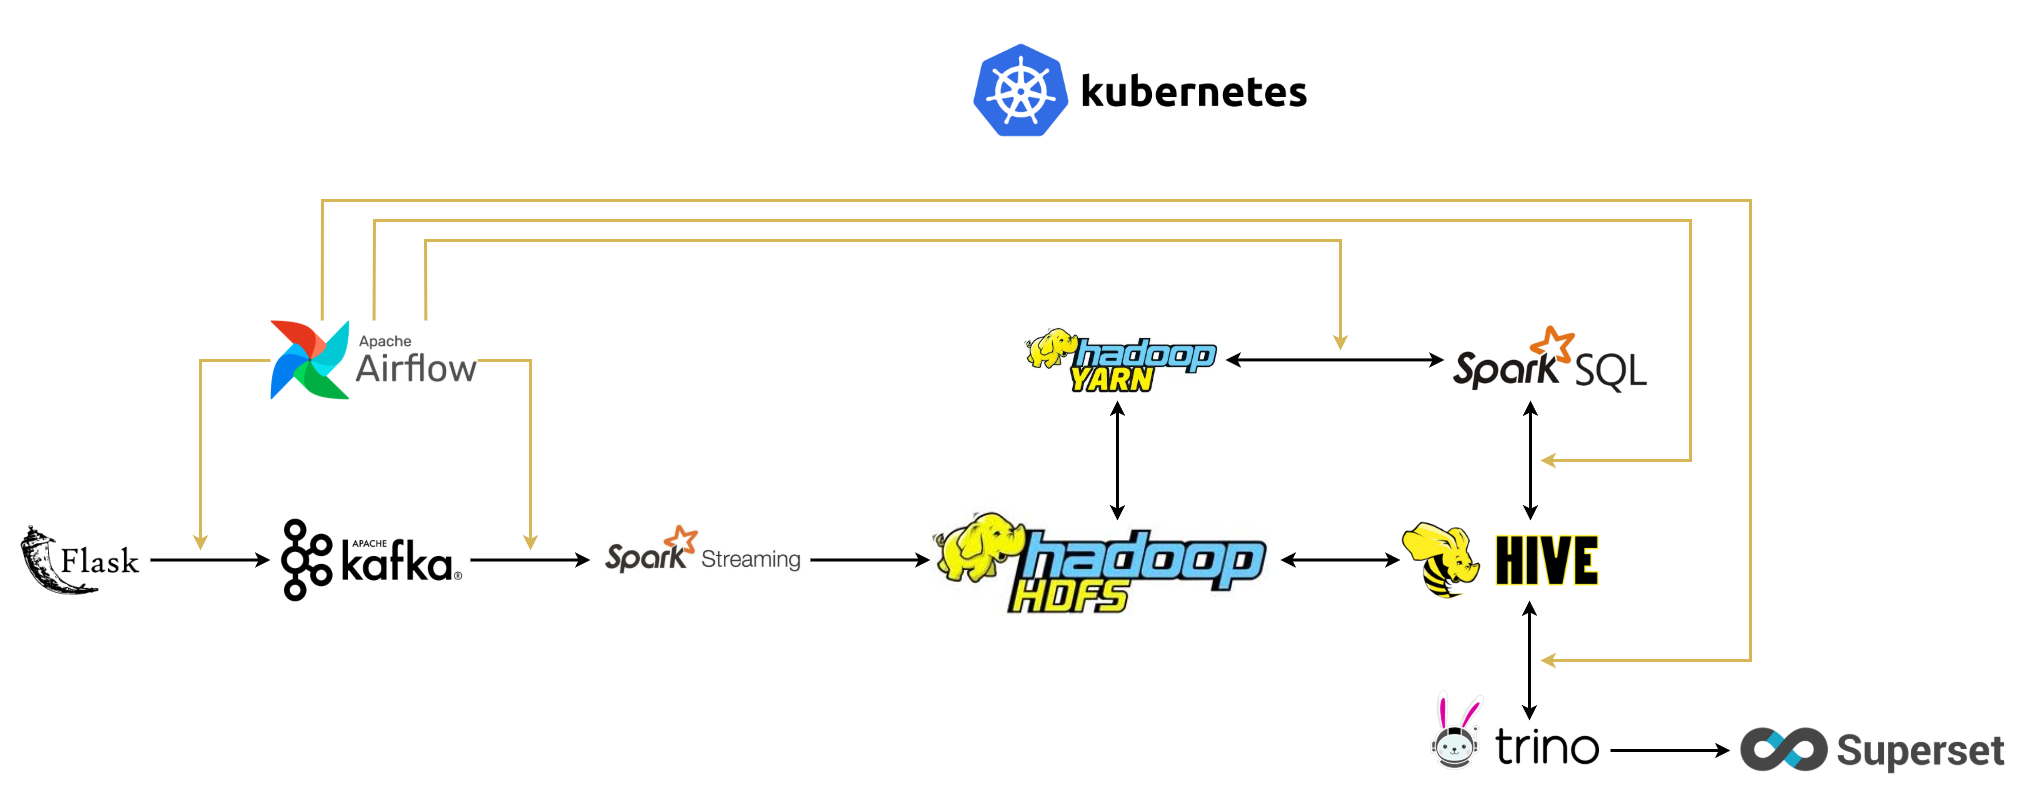 kubernetes
Apache
Airflow
hadoop
YARN
Spark SQL
Flask
APACHE
kafka®
Spark Streaming
hadoop
HDFS
HIVE
trino
Superset